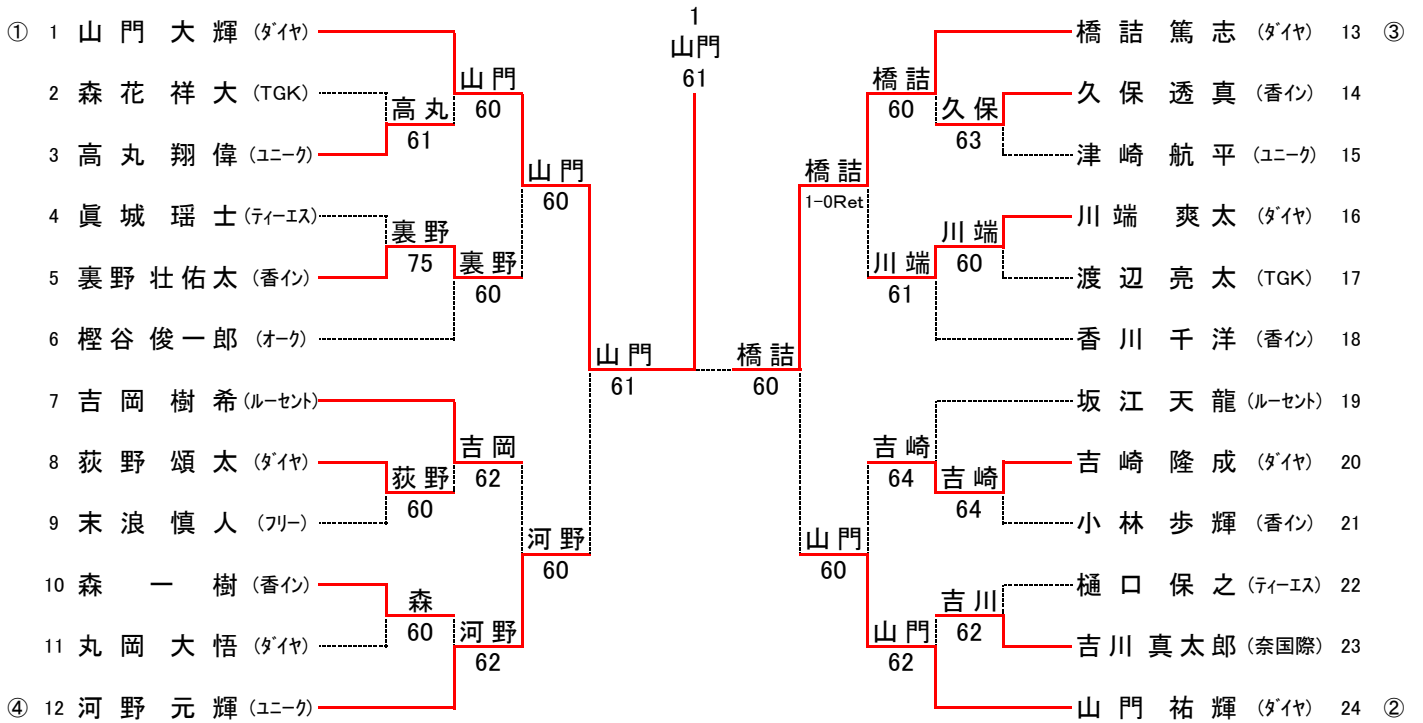 ① 1 山門 大輝 (ダイヤ)
2 森花 祥大 (TGK)
3 高丸 翔偉 (ユニーク)
4 眞城 瑶士 (ティーエス)
5 裏野 壮佑太 (香イン)
6 樫谷 俊一郎 (オーク)
7 吉岡 樹希 (ルーセント)
8 荻野 頌太 (ダイヤ)
9 末浪 慎人 (フリー)
10 森 一樹 (香イン)
11 丸岡 大悟 (ダイヤ)
④ 12 河野 元輝 (ユニーク)
高丸
61
裏野
75
荻野
60
森
60
山門
60
裏野
60
吉岡
62
河野
62
山門
60
河野
60
山門
61
1
山門
61
橋詰
60
橋詰
1-0Ret
山門
60
橋詰
60
川端
61
吉崎
64
山門
62
久保
63
川端
60
吉崎
64
吉川
62
橋詰 篤志 (ダイヤ) 13 ③
久保 透真 (香イン) 14
津崎 航平 (ユニーク) 15
川端 爽太 (ダイヤ) 16
渡辺 亮太 (TGK) 17
香川 千洋 (香イン) 18
坂江 天龍 (ルーセント) 19
吉崎 隆成 (ダイヤ) 20
小林 歩輝 (香イン) 21
樋口 保之 (ティーエス) 22
吉川 真太郎 (奈国際) 23
山門 祐輝 (ダイヤ) 24 ②